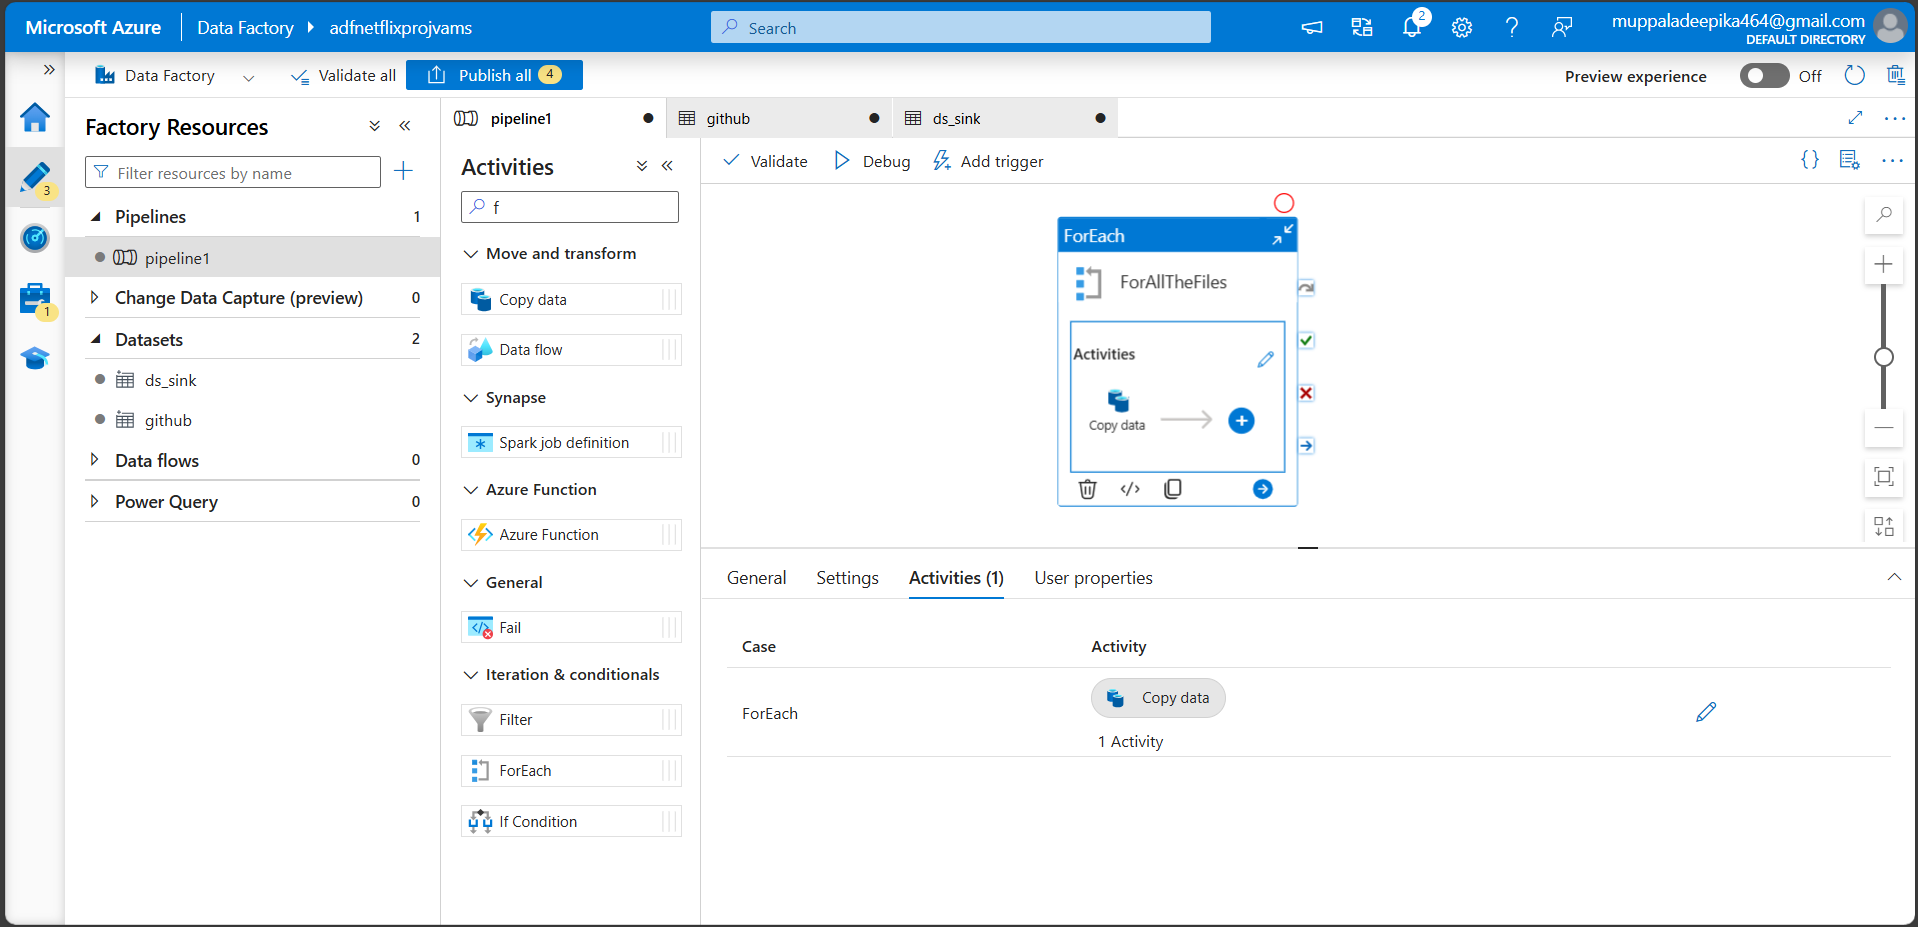 Microsoft Azure
Data Factory
adfnetflixprojvams
Search
2
muppaladeepika464@gmail.com
DEFAULT DIRECTORY
Data Factory
Validate all
Publish all
4
Preview experience
Off
3
1
Factory Resources
Filter resources by name
Pipelines 1
pipeline1
Change Data Capture (preview) 0
Datasets 2
ds_sink
github
Data flows 0
Power Query 0
pipeline1
github
ds_sink
Activities
f
Move and transform
Copy data
Data flow
Synapse
Spark job definition
Azure Function
Azure Function
General
Fail
Iteration & conditionals
Filter
ForEach
If Condition
Validate
Debug
Add trigger
ForEach
ForAllTheFiles
Activities
Copy data
General
Settings
Activities (1)
User properties
Case Activity
ForEach
Copy data
1 Activity